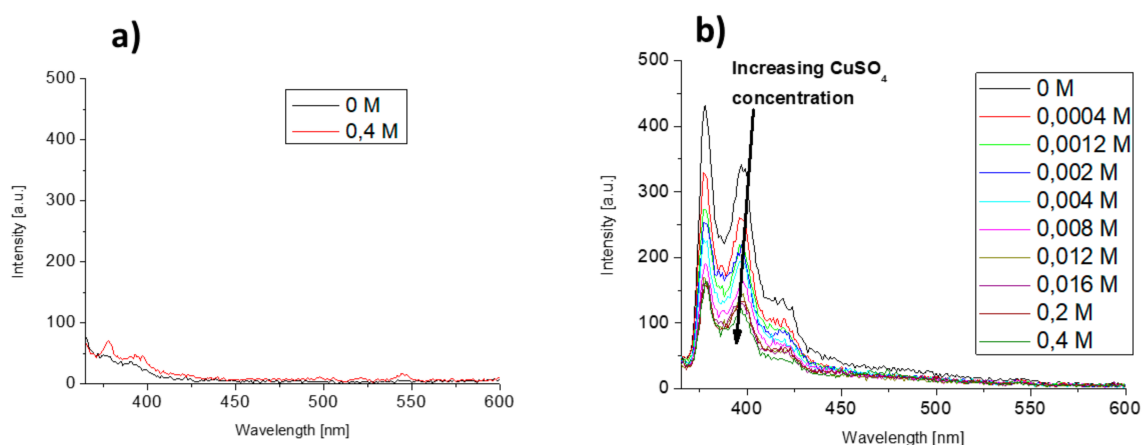 a)
500
400
300
200
100
0
Intensity [a.u.]
400
450
500
550
600
Wavelength [nm]
0 M
0,4 M
b)
500
400
300
200
100
0
Intensity [a.u.]
400
450
500
550
600
Wavelength [nm]
Increasing CuSO4
concentration
0 M
0,0004 M
0,0012 M
0,002 M
0,004 M
0,008 M
0,012 M
0,016 M
0,2 M
0,4 M